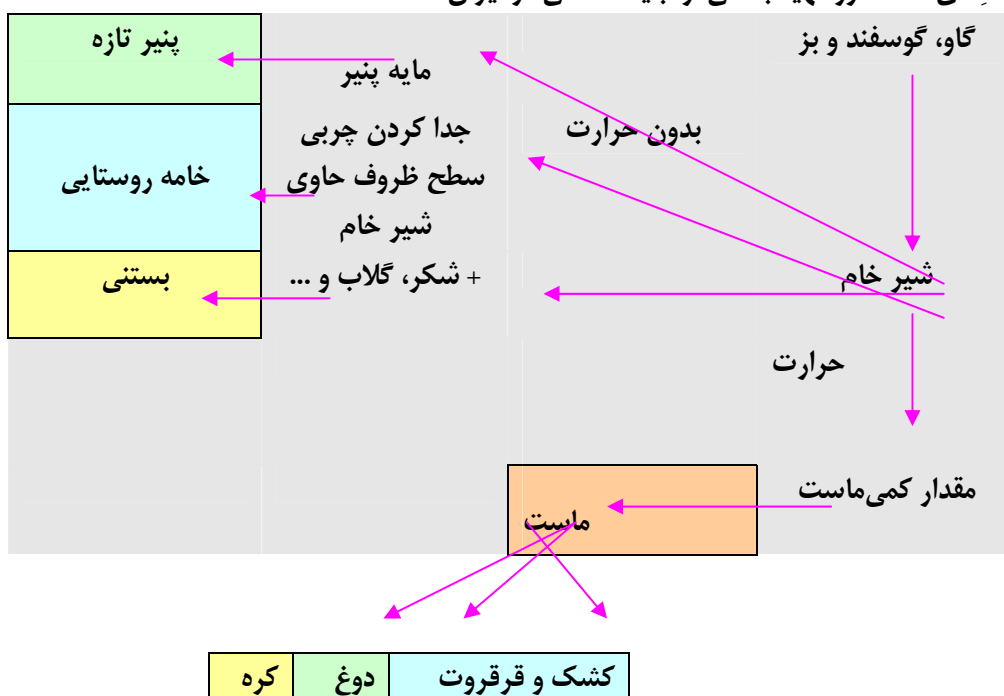 گاو، گوسفند و بز
پنیر تازه
مایه پنیر
بدون حرارت
جدا کردن چربی
سطح ظروف حاوی
شیر خام
خامه روستایی
شیر خام
+ شکر، گلاب و ...
بستنی
حرارت
مقدار کمی‌ماست
ماست
کشک و قرقروت
دوغ
کره